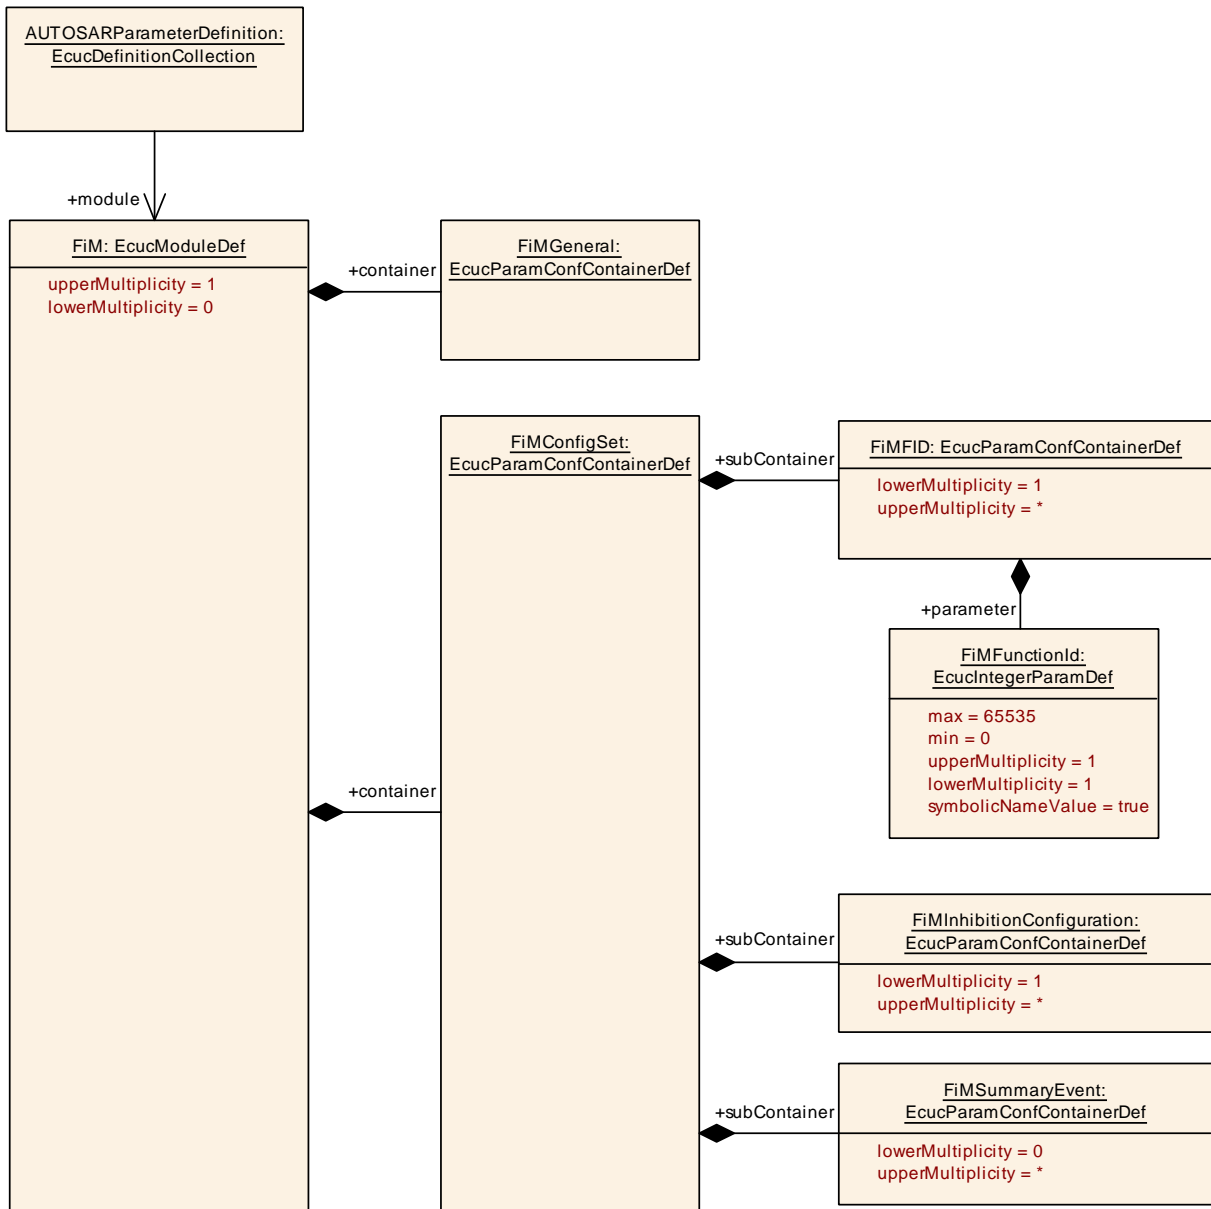 AUTOSARParameterDefinition:
EcucDefinitionCollection
+module
FiM: EcucModuleDef
upperMultiplicity = 1
lowerMultiplicity = 0
+container
FiMGeneral:
EcucParamConfContainerDef
+container
FiMConfigSet:
EcucParamConfContainerDef
+subContainer
FiMFID: EcucParamConfContainerDef
lowerMultiplicity = 1
upperMultiplicity = *
+parameter
FiMFunctionId:
EcucIntegerParamDef
max = 65535
min = 0
upperMultiplicity = 1
lowerMultiplicity = 1
symbolicNameValue = true
+subContainer
FiMInhibitionConfiguration:
EcucParamConfContainerDef
lowerMultiplicity = 1
upperMultiplicity = *
+subContainer
FiMSummaryEvent:
EcucParamConfContainerDef
lowerMultiplicity = 0
upperMultiplicity = *